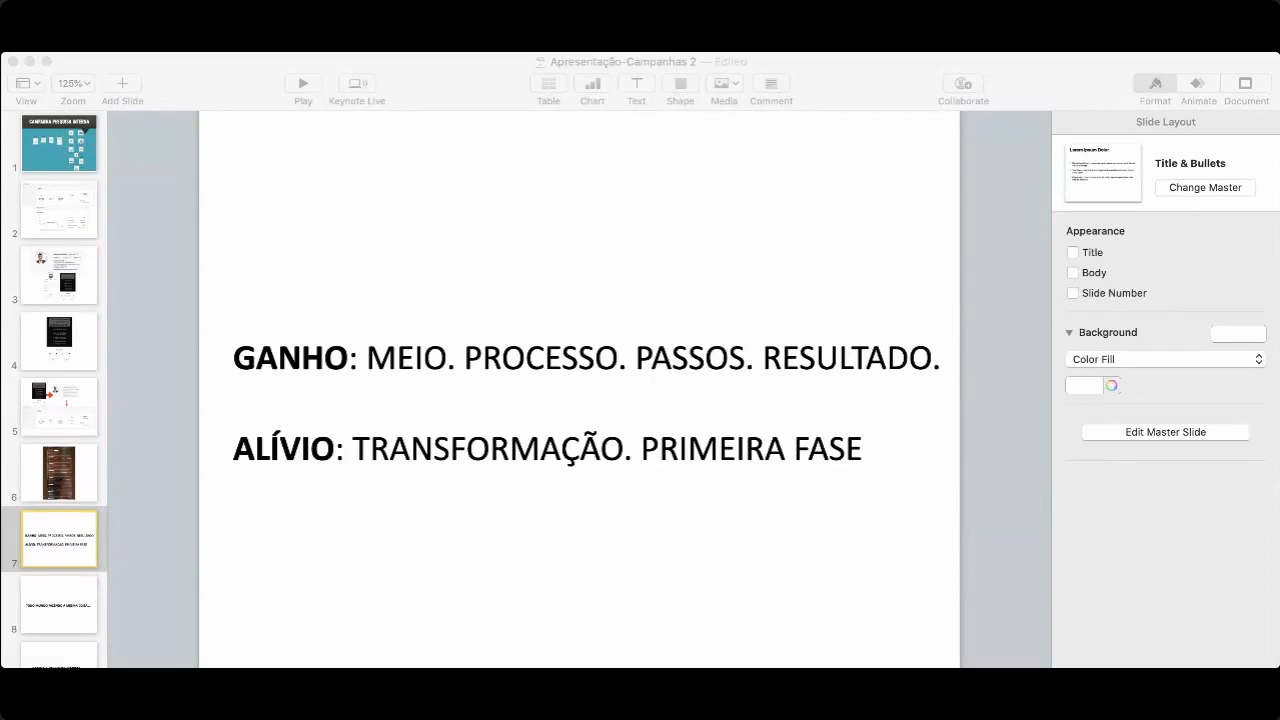 Apresentação-Campanhas 2 — Edited
125%
View
Zoom
Add Slide
Play
Keynote Live
Table
Chart
Text
Shape
Media
Comment
Collaborate
Format
Animate
Document
Slide Layout
Title & Bullets
Change Master
Appearance
Title
Body
Slide Number
Background
Color Fill
Edit Master Slide
CAMPANHA PESQUISA INTERNA
1
2
3
4
5
6
7
8
GANHO: MEIO. PROCESSO. PASSOS. RESULTADO.
ALÍVIO: TRANSFORMAÇÃO. PRIMEIRA FASE